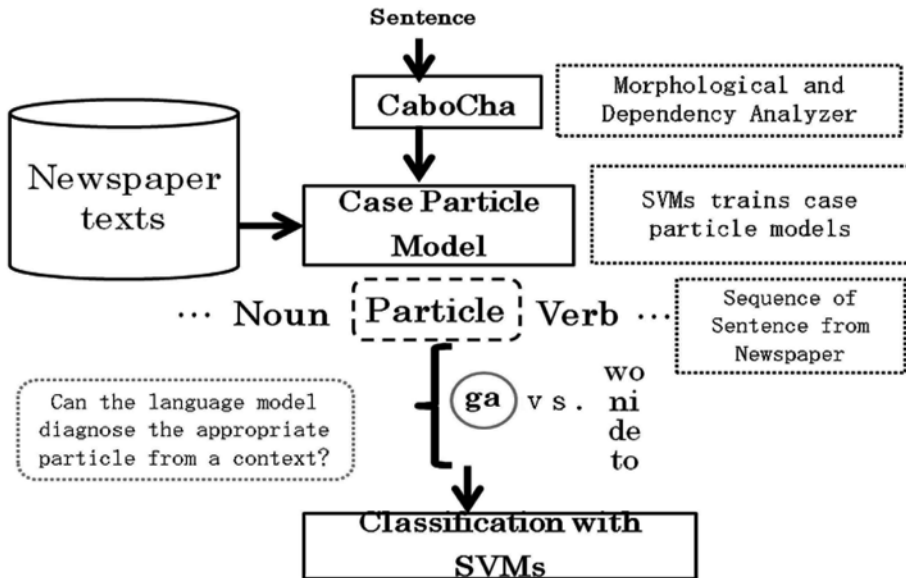 Sentence
CaboCha
Morphological and
Dependency Analyzer
Newspaper
texts
Case Particle
Model
SVMs trains case
particle models
... Noun Particle Verb ...
Sequence of
Sentence from
Newspaper
Can the language model
diagnose the appropriate
particle from a context?
ga vs.
wo
ni
de
to
Classification with
SVMs